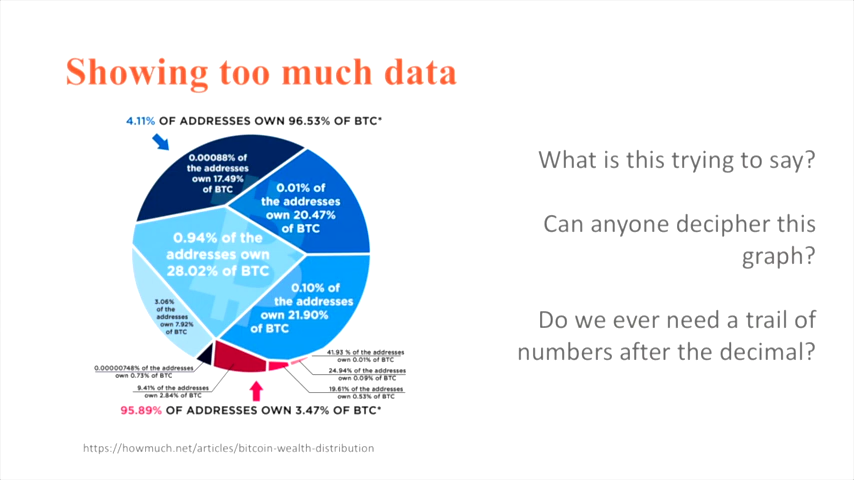 Showing too much data
4.11% OF ADDRESSES OWN 96.53% OF BTC*
0.00088% of
the addresses
own 17.49%
of BTC
0.01% of
the addresses
own 20.47%
of BTC
0.94% of the
addresses own
28.02% of BTC
0.10% of
the addresses
own 21.90%
of BTC
3.06%
of the
addresses
own 7.92%
of BTC
0.00000748% of the addresses
own 0.73% of BTC
9.41% of the addresses
own 2.84% of BTC
41.93 % of the addresses
own 0.01% of BTC
24.94% of the addresses
own 0.09% of BTC
19.61% of the addresses
own 0.53% of BTC
95.89% OF ADDRESSES OWN 3.47% OF BTC*
What is this trying to say?
Can anyone decipher this
graph?
Do we ever need a trail of
numbers after the decimal?
https://howmuch.net/articles/bitcoin-wealth-distribution